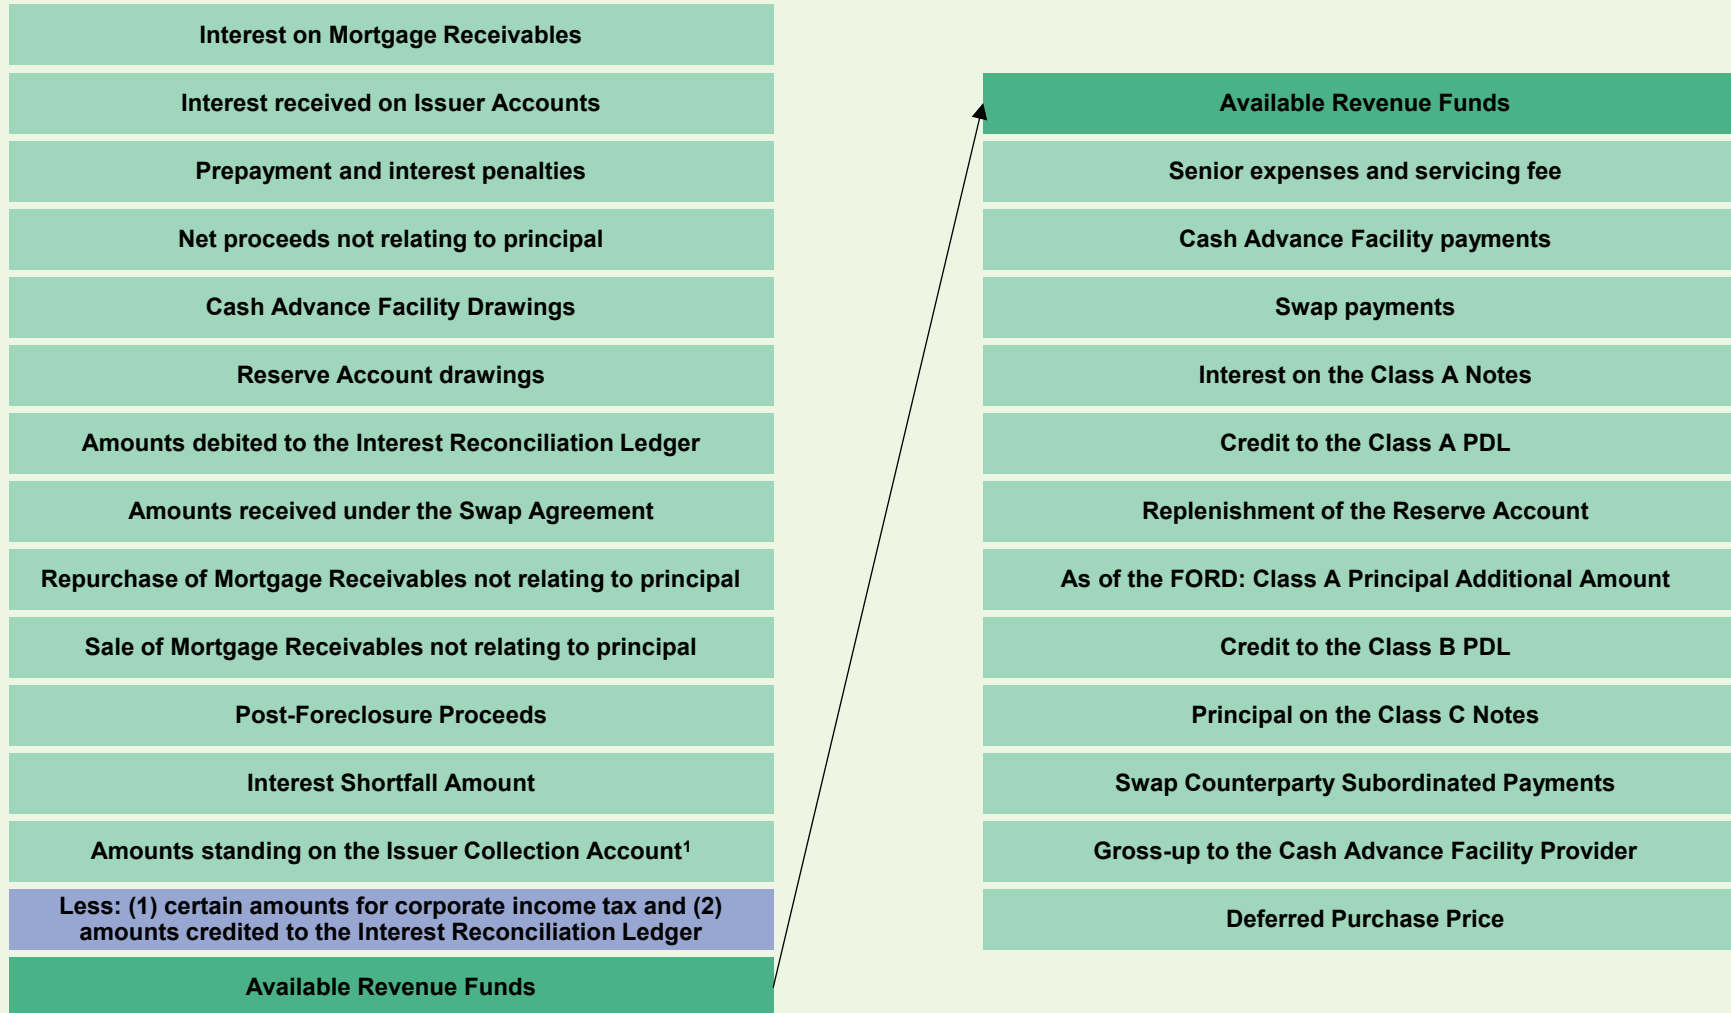 Interest on Mortgage Receivables
Interest received on Issuer Accounts
Prepayment and interest penalties
Net proceeds not relating to principal
Cash Advance Facility Drawings
Reserve Account drawings
Amounts debited to the Interest Reconciliation Ledger
Amounts received under the Swap Agreement
Repurchase of Mortgage Receivables not relating to principal
Sale of Mortgage Receivables not relating to principal
Post-Foreclosure Proceeds
Interest Shortfall Amount
Amounts standing on the Issuer Collection Account¹
Less: (1) certain amounts for corporate income tax and (2)
amounts credited to the Interest Reconciliation Ledger
Available Revenue Funds
Available Revenue Funds
Senior expenses and servicing fee
Cash Advance Facility payments
Swap payments
Interest on the Class A Notes
Credit to the Class A PDL
Replenishment of the Reserve Account
As of the FORD: Class A Principal Additional Amount
Credit to the Class B PDL
Principal on the Class C Notes
Swap Counterparty Subordinated Payments
Gross-up to the Cash Advance Facility Provider
Deferred Purchase Price